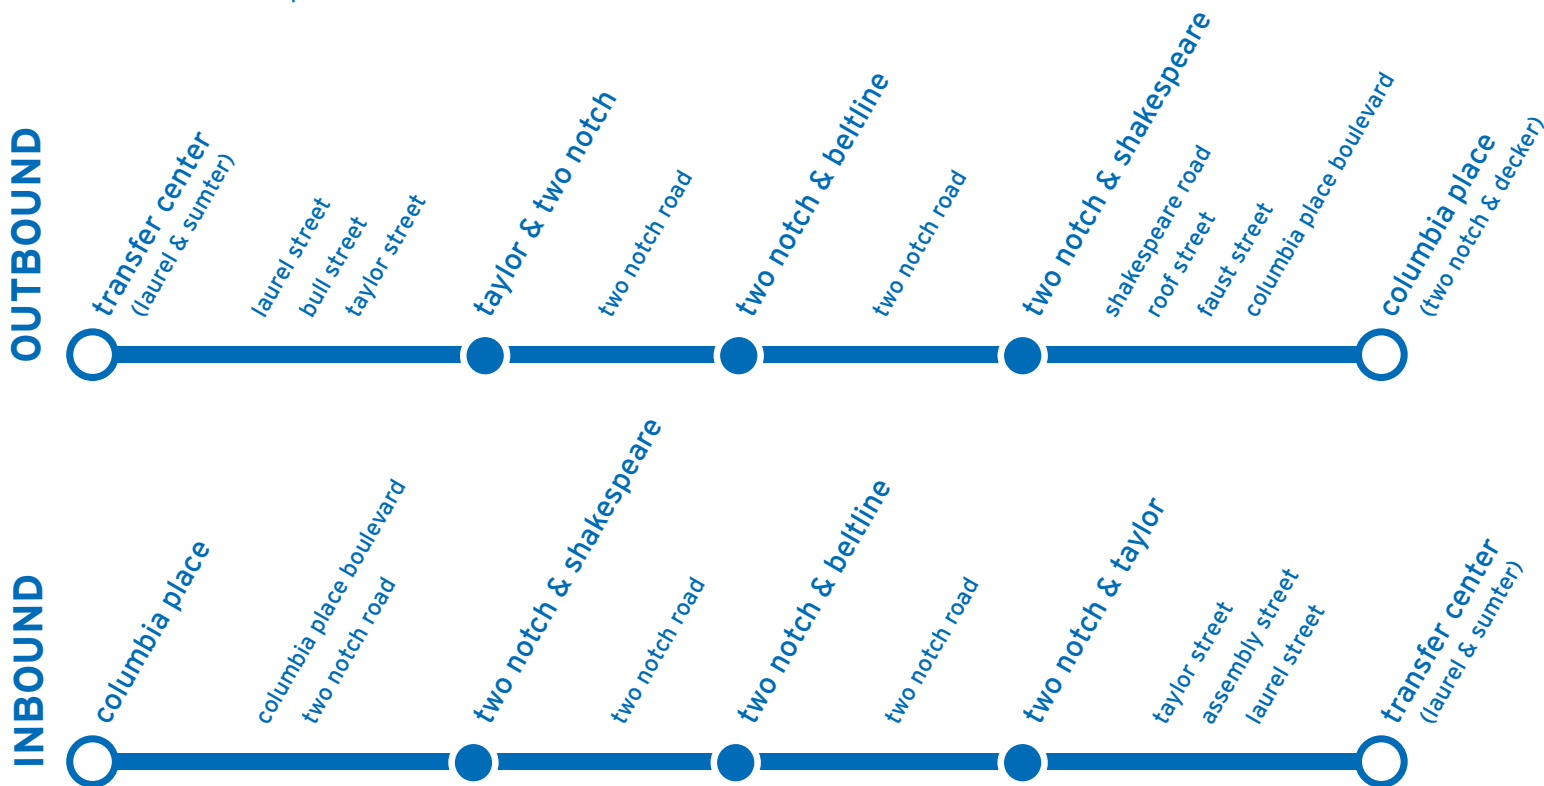 OUTBOUND
transfer center
(laurel & sumter)
laurel street
bull street
taylor street
taylor & two notch
two notch road
two notch & beltline
two notch road
two notch & shakespeare
shakespeare road
roof street
faust street
columbia place boulevard
columbia place
(two notch & decker)
INBOUND
columbia place
columbia place boulevard
two notch road
two notch & shakespeare
two notch road
two notch & beltline
two notch road
two notch & taylor
taylor street
assembly street
laurel street
transfer center
(laurel & sumter)